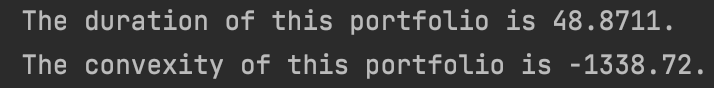 The duration of this portfolio is 48.8711.
The convexity of this portfolio is -1338.72.